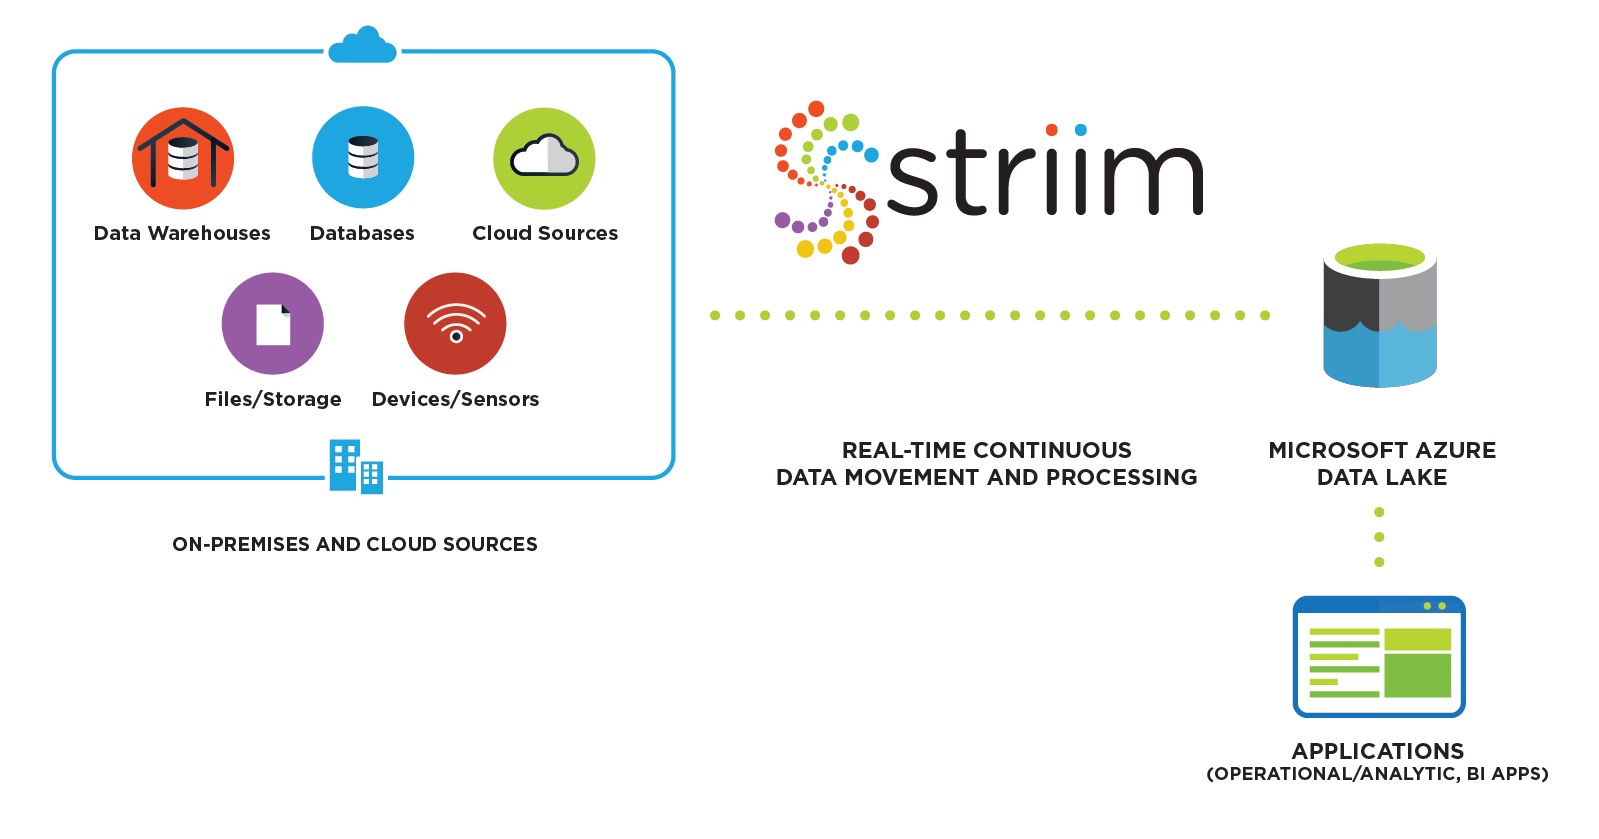 Data Warehouses
Databases
Cloud Sources
Files/Storage
Devices/Sensors
ON-PREMISES AND CLOUD SOURCES
striim
REAL-TIME CONTINUOUS
DATA MOVEMENT AND PROCESSING
MICROSOFT AZURE
DATA LAKE
APPLICATIONS
(OPERATIONAL/ANALYTIC, BI APPS)